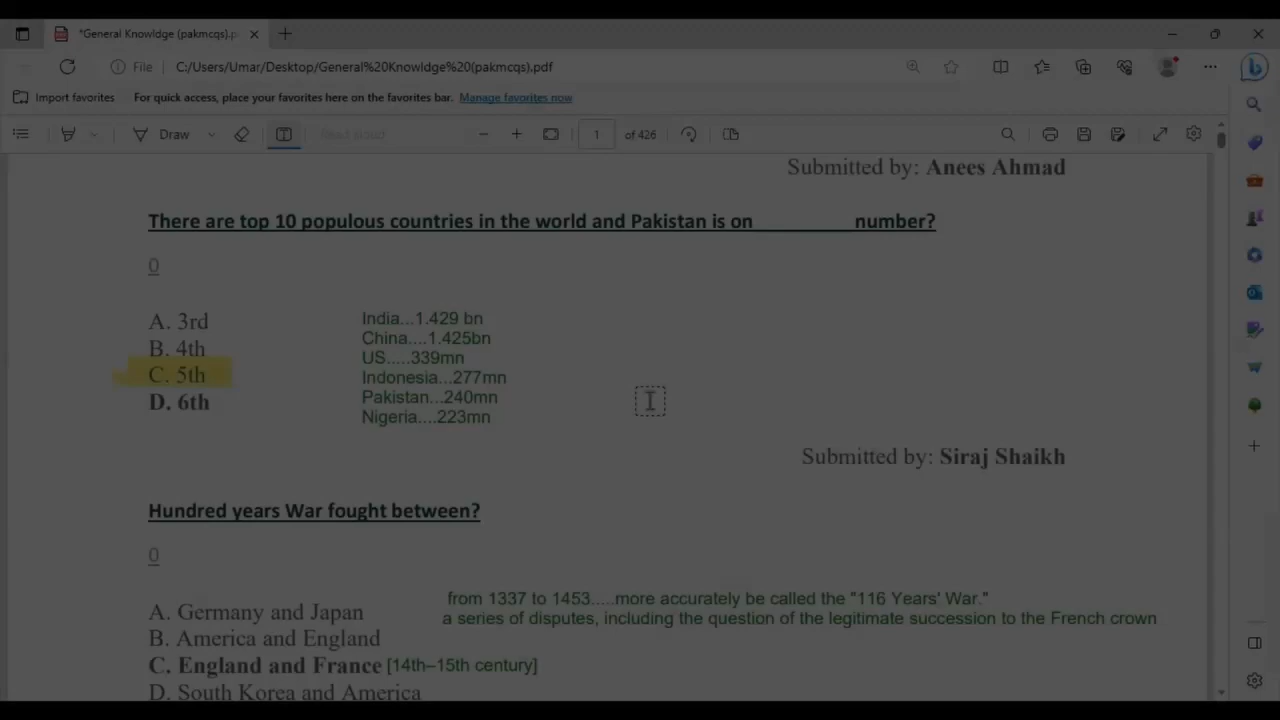 *General Knowldge (pakmcqs).p
File C:/Users/Umar/Desktop/General%20Knowldge%20(pakmcqs).pdf
Import favorites For quick access, place your favorites here on the favorites bar. Manage favorites now
Draw Read aloud 1 of 426
Submitted by: Anees Ahmad
There are top 10 populous countries in the world and Pakistan is on ________ number?
0
A. 3rd
B. 4th
C. 5th
D. 6th
India...1.429 bn
China....1.425bn
US.....339mn
Indonesia...277mn
Pakistan...240mn
Nigeria....223mn
Submitted by: Siraj Shaikh
Hundred years War fought between?
0
from 1337 to 1453.....more accurately be called the "116 Years' War."
a series of disputes, including the question of the legitimate succession to the French crown
A. Germany and Japan
B. America and England
C. England and France [14th–15th century]
D. South Korea and America